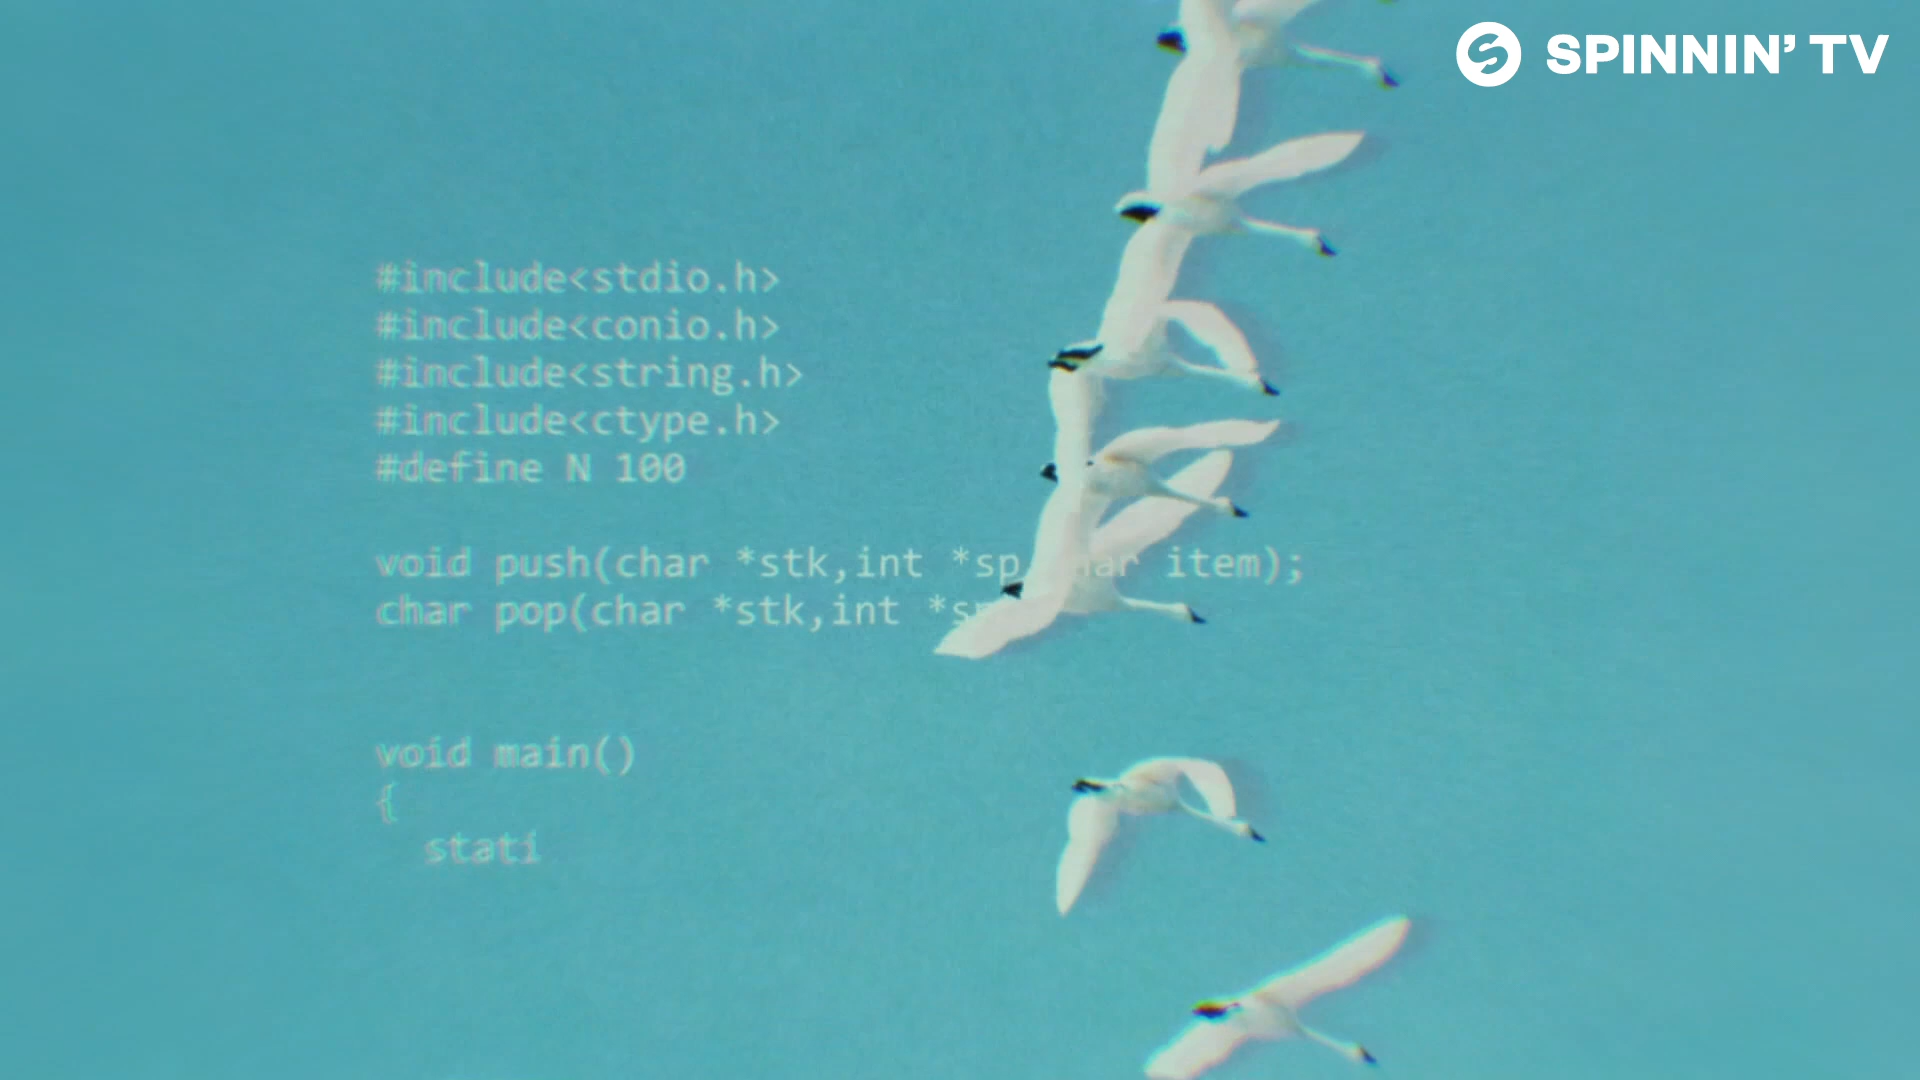 SPINNIN' TV
#include<stdio.h>
#include<conio.h>
#include<string.h>
#include<ctype.h>
#define N 100
void push(char *stk,int *sp, item);
char pop(char *stk,int
void main()
{
stati